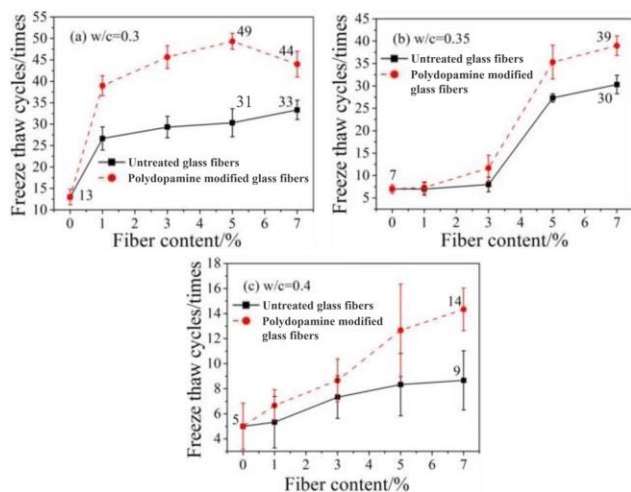 (a) w/c=0.3
Freeze thaw cycles/times
55
50
45
40
35
30
25
20
15
10
49
44
31
33
13
Untreated glass fibers
Polydopamine modified glass fibers
0 1 2 3 4 5 6 7
Fiber content/%
(b) w/c=0.35
Freeze thaw cycles/times
45
40
35
30
25
20
15
10
5
0
Untreated glass fibers
Polydopamine modified
glass fibers
39
30
7
0 1 2 3 4 5 6 7
Fiber content/%
(c) w/c=0.4
Freeze thaw cycles/times
18
16
14
12
10
8
6
4
Untreated glass fibers
Polydopamine modified
glass fibers
14
9
5
0 1 2 3 4 5 6 7
Fiber content/%